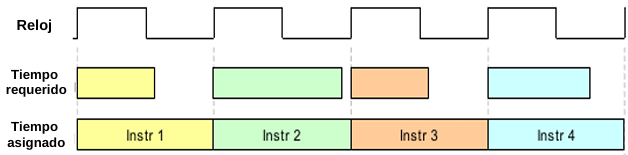 Reloj
Tiempo
requerido
Tiempo
asignado
Instr 1
Instr 2
Instr 3
Instr 4